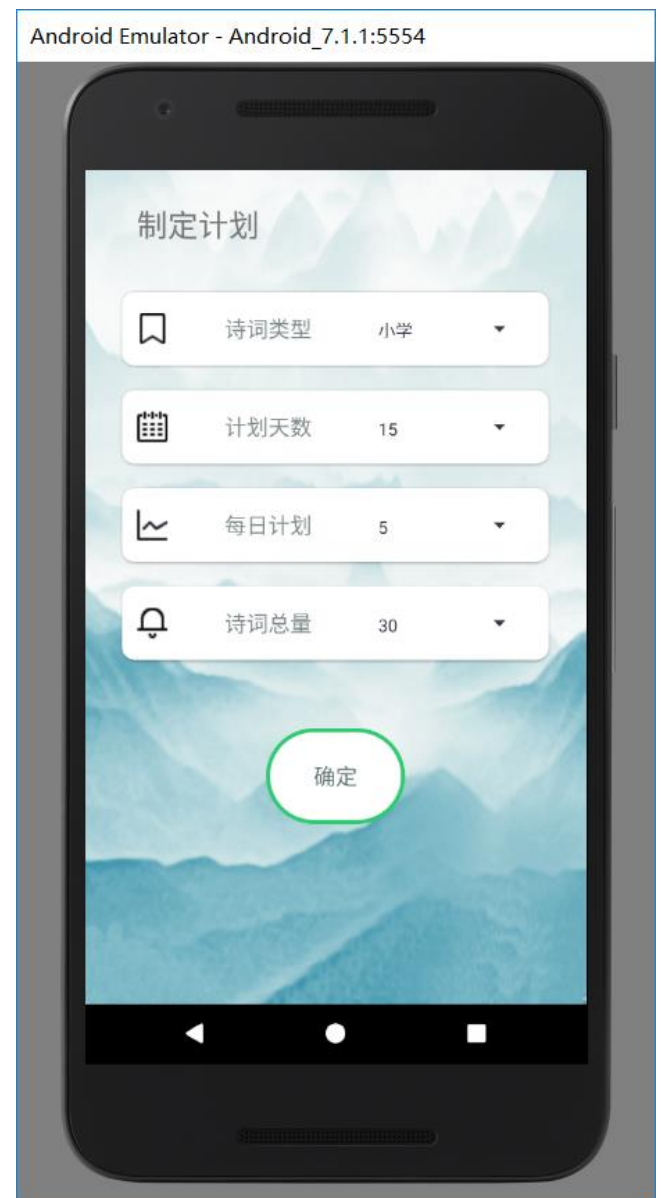 Android Emulator - Android_7.1.1:5554
制定计划
诗词类型 小学
计划天数 15
每日计划 5
诗词总量 30
确定